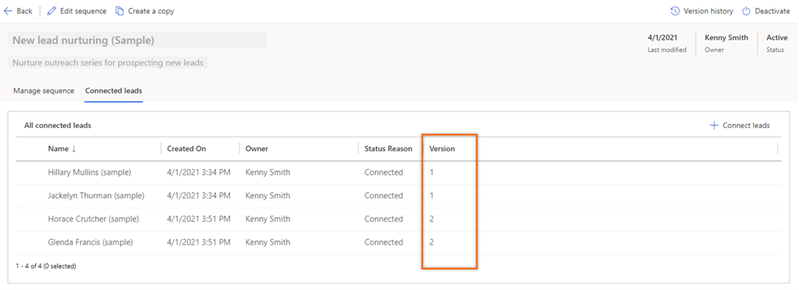 Back Edit sequence Create a copy Version history Deactivate
New lead nurturing (Sample) 4/1/2021 Kenny Smith Active
Last modified Owner Status
Nurture outreach series for prospecting new leads
Manage sequence Connected leads
All connected leads Connect leads
Name ↓ Created On Owner Status Reason Version
Hillary Mullins (sample) 4/1/2021 3:34 PM Kenny Smith Connected 1
Jackelyn Thurman (sample) 4/1/2021 3:34 PM Kenny Smith Connected 1
Horace Crutcher (sample) 4/1/2021 3:51 PM Kenny Smith Connected 2
Glenda Francis (sample) 4/1/2021 3:51 PM Kenny Smith Connected 2
1 - 4 of 4 (0 selected)